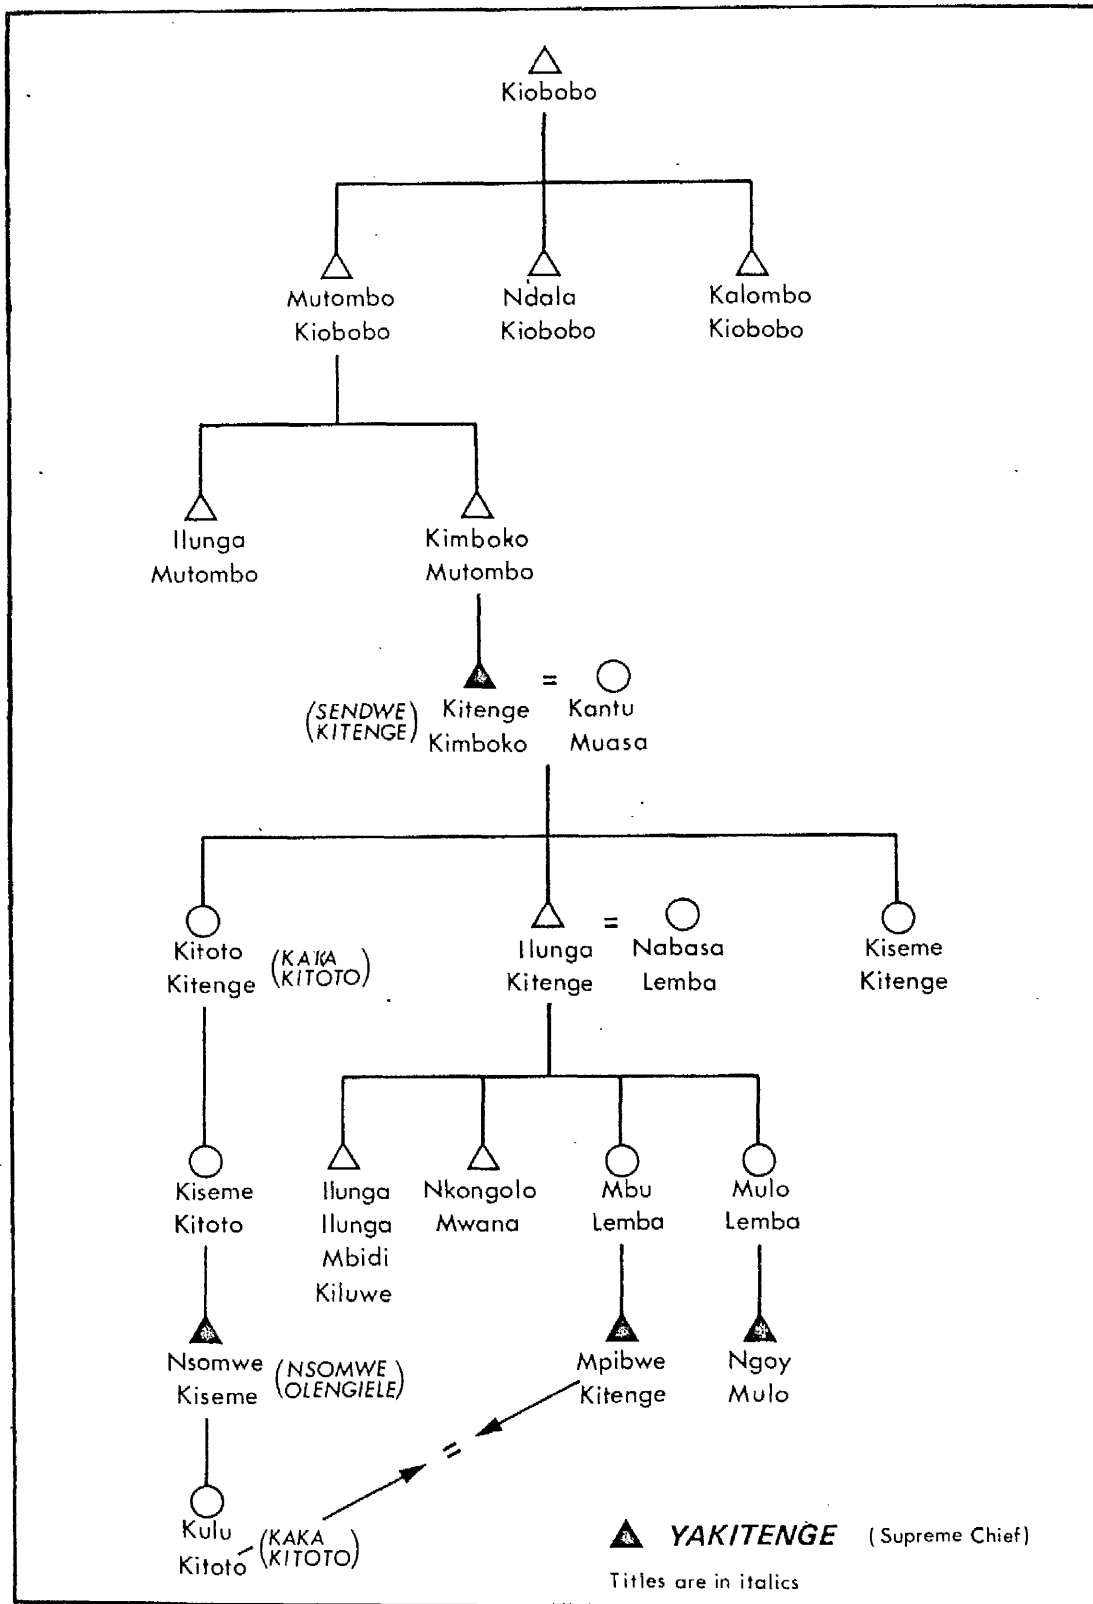 Kiobobo
Mutombo
Kiobobo
Ndala
Kiobobo
Kalombo
Kiobobo
Ilunga
Mutombo
Kimboko
Mutombo
(SENDWE
KITENGE)
Kitenge
Kimboko
=
Kantu
Muasa
Kitoto
Kitenge
(KAKA
KITOTO)
Ilunga
Kitenge
=
Nabasa
Lemba
Kiseme
Kitenge
Kiseme
Kitoto
Ilunga
Ilunga
Mbidi
Kiluwe
Nkongolo
Mwana
Mbu
Lemba
Mulo
Lemba
Nsomwe
Kiseme
(NSOMWE
OLENGIELE)
Mpibwe
Kitenge
Ngoy
Mulo
=
Kulu
Kitoto
(KAKA
KITOTO)
YAKITENGE (Supreme Chief)
Titles are in italics